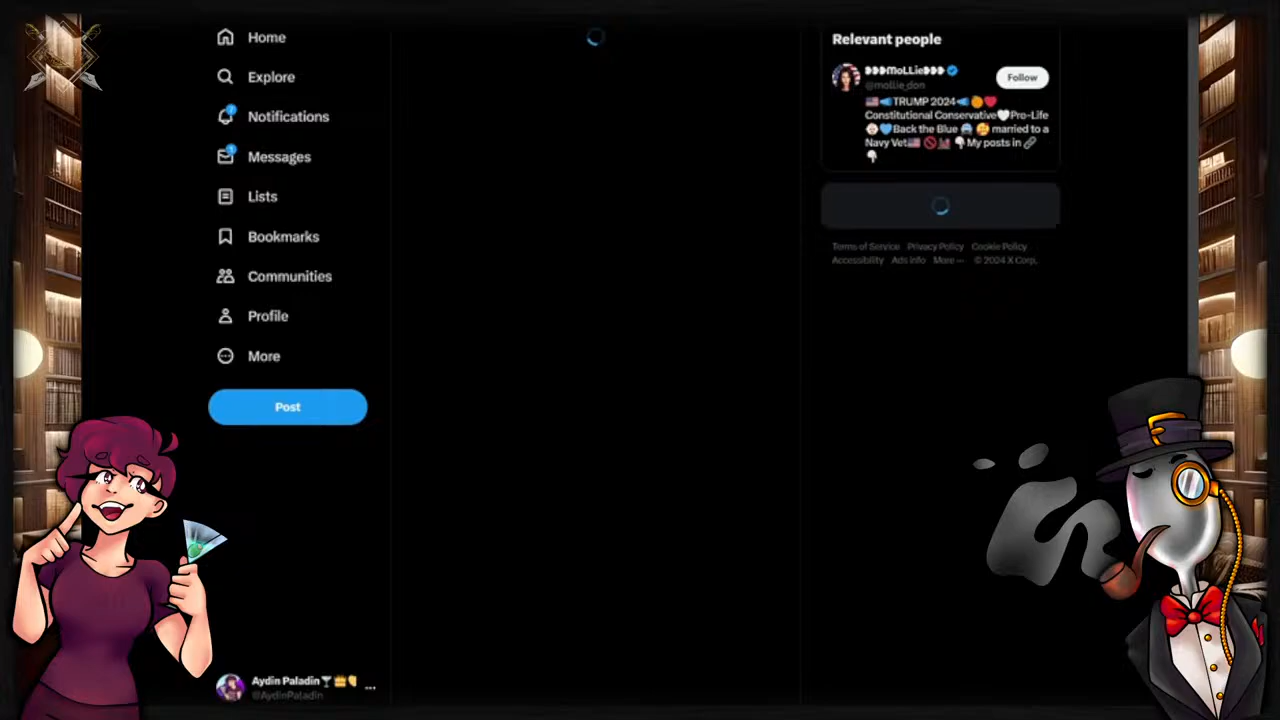 Home
Explore
Notifications
Messages
Lists
Bookmarks
Communities
Profile
More
Post
Aydin Paladin🍸👑👏
@AydinPaladin
Relevant people
❥❥❥MoLLie❥❥❥
@mollie_don
Follow
TRUMP 2024
Constitutional Conservative🤍Pro-Life
💙Back the Blue married to a
Navy Vet🇺🇸 My posts in 🔗
Terms of Service Privacy Policy Cookie Policy
Accessibility Ads info More ··· © 2024 X Corp.